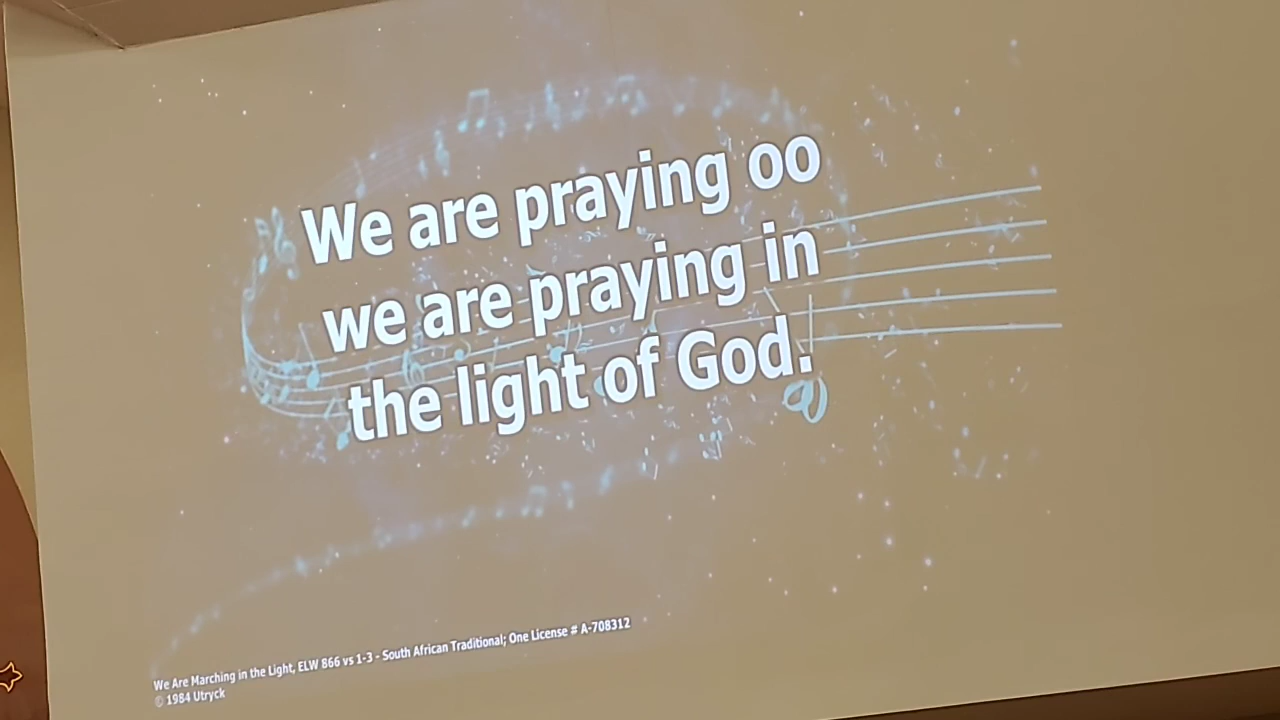 We are praying oo
we are praying in
the light of God.
We Are Marching in the Light, ELW 866 vs 1-3 - South African Traditional; One License # A-708312
© 1984 Utryck